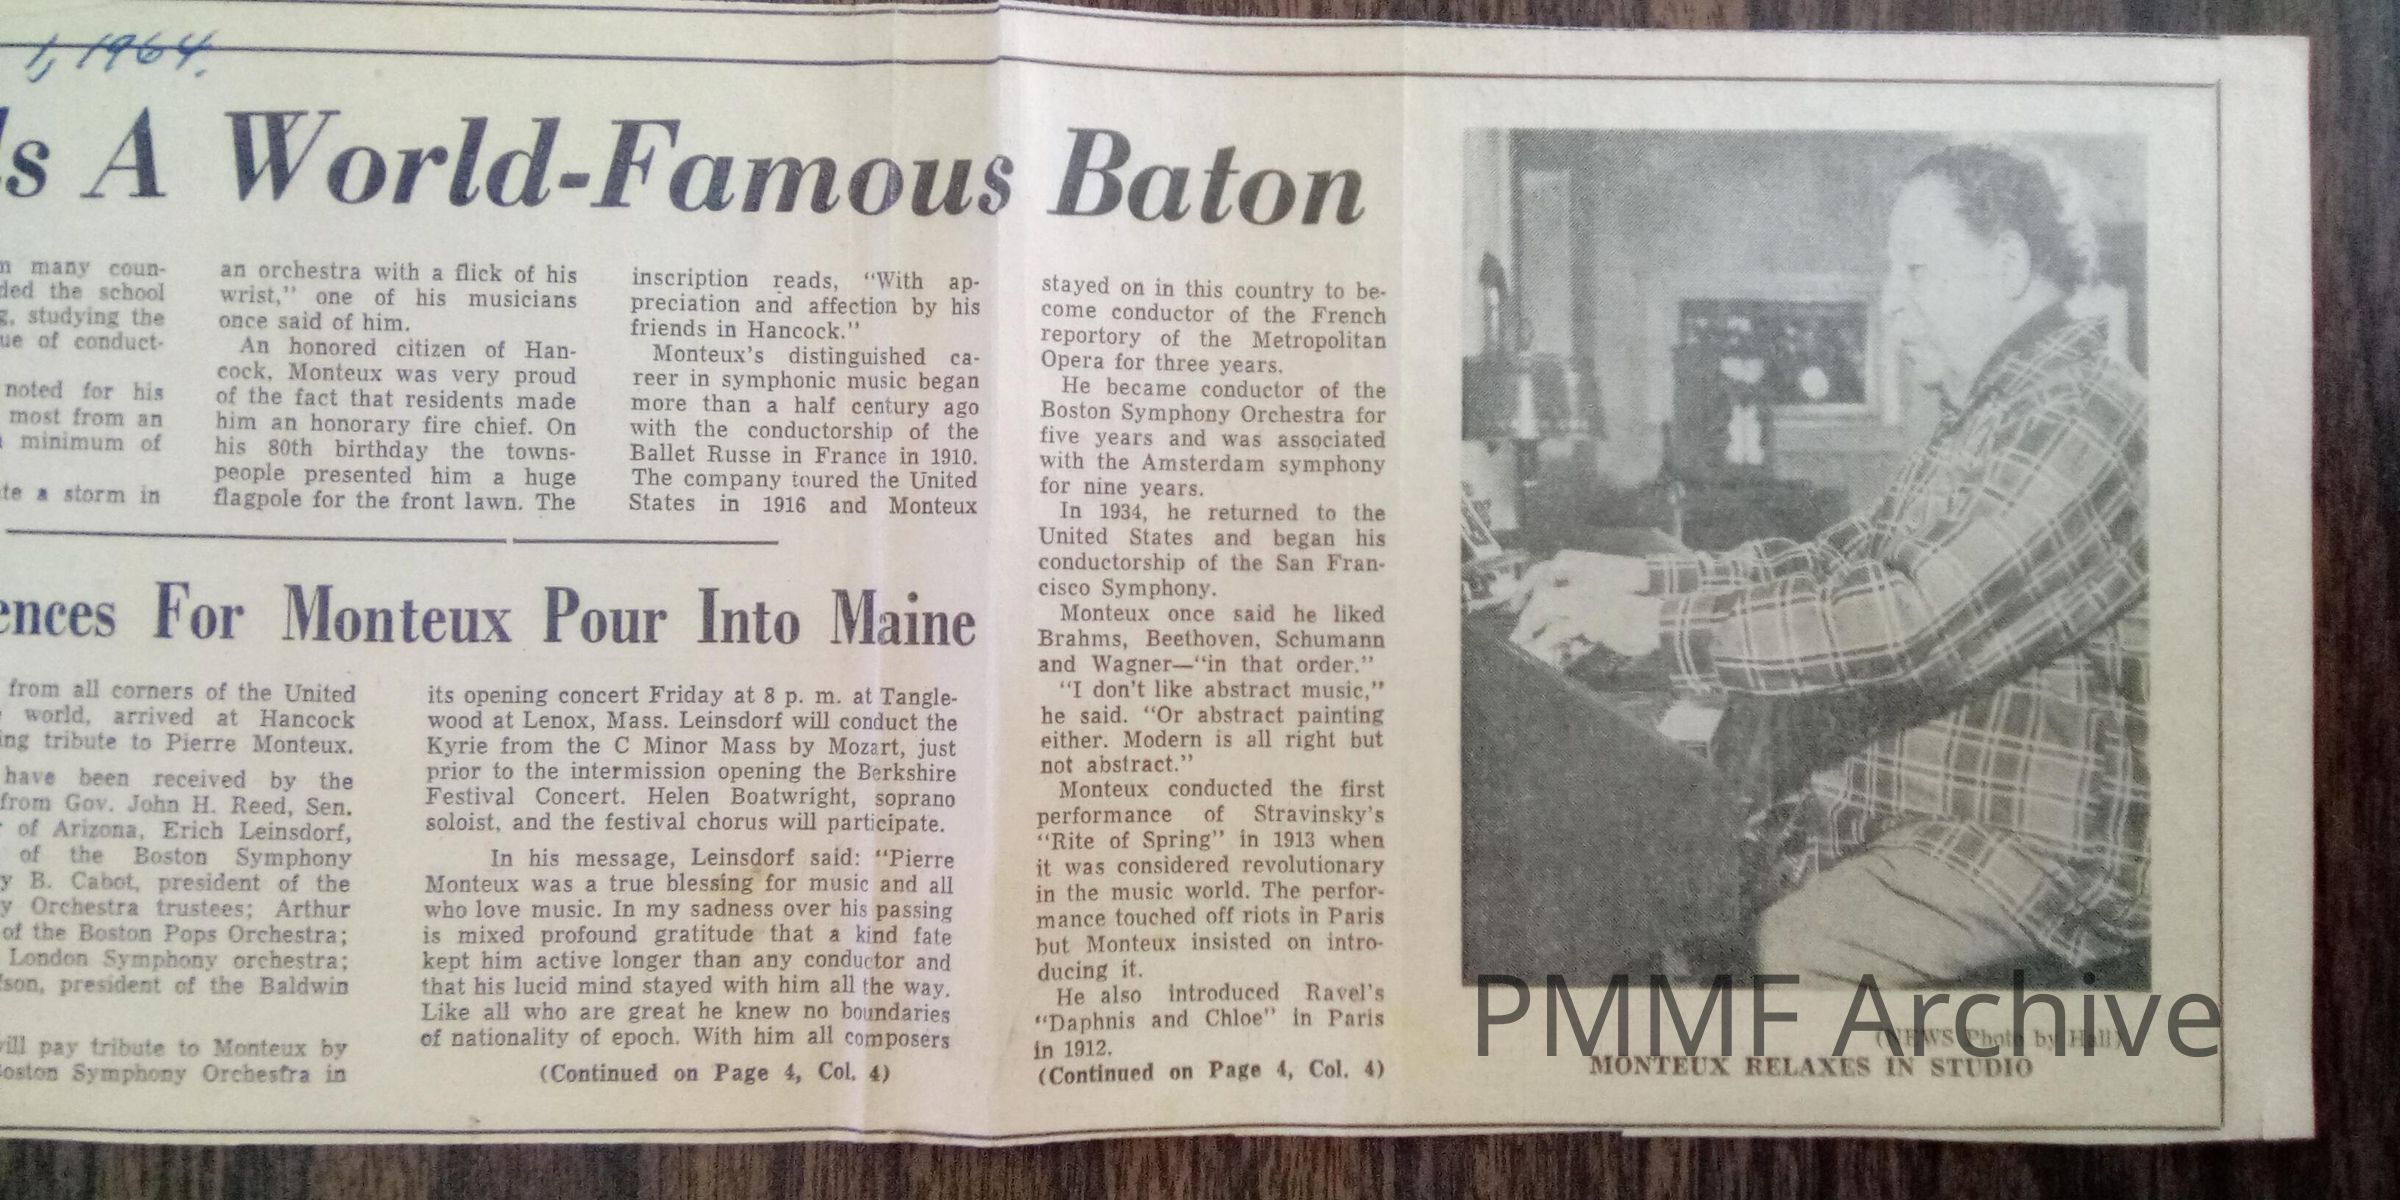 1, 1964.
s A World-Famous Baton
many coun-
the school
studying the
of conduct-
noted for his
most from an
minimum of
a storm in
an orchestra with a flick of his
wrist," one of his musicians
once said of him.
An honored citizen of Han-
cock, Monteux was very proud
of the fact that residents made
him an honorary fire chief. On
his 80th birthday the towns-
people presented him a huge
flagpole for the front lawn. The
inscription reads, "With ap-
preciation and affection by his
friends in Hancock."
Monteux's distinguished ca-
reer in symphonic music began
more than a half century ago
with the conductorship of the
Ballet Russe in France in 1910.
The company toured the United
States in 1916 and Monteux
stayed on in this country to be-
come conductor of the French
reportory of the Metropolitan
Opera for three years.
He became conductor of the
Boston Symphony Orchestra for
five years and was associated
with the Amsterdam symphony
for nine years.
In 1934, he returned to the
United States and began his
conductorship of the San Fran-
cisco Symphony.
Monteux once said he liked
Brahms, Beethoven, Schumann
and Wagner—"in that order."
"I don't like abstract music,"
he said. "Or abstract painting
either. Modern is all right but
not abstract."
Monteux conducted the first
performance of Stravinsky's
"Rite of Spring" in 1913 when
it was considered revolutionary
in the music world. The perfor-
mance touched off riots in Paris
but Monteux insisted on intro-
ducing it.
He also introduced Ravel's
"Daphnis and Chloe" in Paris
in 1912.
(Continued on Page 4, Col. 4)
ences For Monteux Pour Into Maine
from all corners of the United
world, arrived at Hancock
ing tribute to Pierre Monteux.
have been received by the
from Gov. John H. Reed, Sen.
of Arizona, Erich Leinsdorf,
of the Boston Symphony
y B. Cabot, president of the
y Orchestra trustees; Arthur
of the Boston Pops Orchestra;
London Symphony orchestra;
son, president of the Baldwin
will pay tribute to Monteux by
Boston Symphony Orchestra in
its opening concert Friday at 8 p. m. at Tangle-
wood at Lenox, Mass. Leinsdorf will conduct the
Kyrie from the C Minor Mass by Mozart, just
prior to the intermission opening the Berkshire
Festival Concert. Helen Boatwright, soprano
soloist, and the festival chorus will participate.
In his message, Leinsdorf said: "Pierre
Monteux was a true blessing for music and all
who love music. In my sadness over his passing
is mixed profound gratitude that a kind fate
kept him active longer than any conductor and
that his lucid mind stayed with him all the way.
Like all who are great he knew no boundaries
of nationality of epoch. With him all composers
(Continued on Page 4, Col. 4)
PMMF Archive
(NEWS Photo by Hall)
MONTEUX RELAXES IN STUDIO